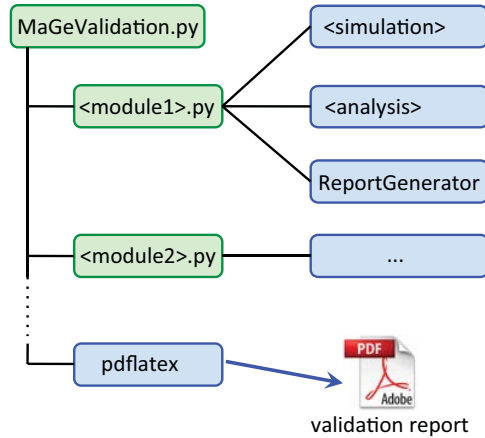 MaGeValidation.py
<simulation>
<module1>.py
<analysis>
ReportGenerator
<module2>.py
...
pdflatex
PDF
Adobe
validation report